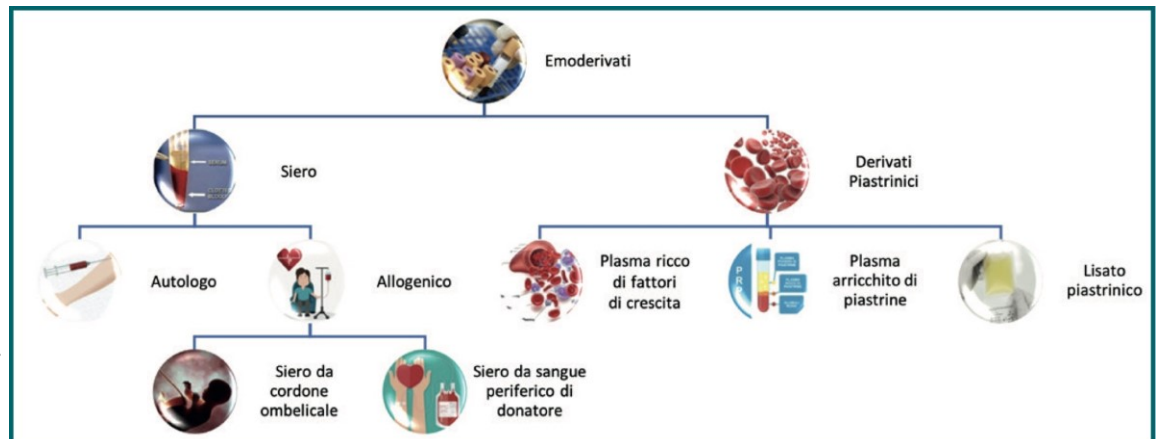 Emoderivati
Siero
Derivati
Piastrinici
Autologo
Allogenico
Plasma ricco
di fattori
di crescita
PRP
Plasma
arricchito di
piastrine
Lisato
piastrinico
Siero da
cordone
ombelicale
Siero da sangue
periferico di
donatore